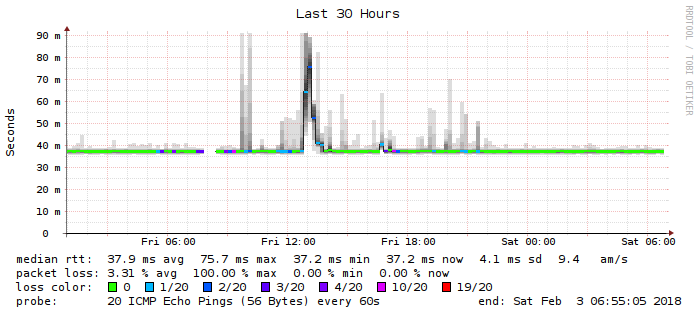 Last 30 Hours
RRDTOOL / TOBI OETIKER
Seconds
90 m
80 m
70 m
60 m
50 m
40 m
30 m
20 m
10 m
0
Fri 06:00 Fri 12:00 Fri 18:00 Sat 00:00 Sat 06:00
median rtt: 37.9 ms avg 75.7 ms max 37.2 ms min 37.2 ms now 4.1 ms sd 9.4 am/s
packet loss: 3.31 % avg 100.00 % max 0.00 % min 0.00 % now
loss color: 0 1/20 2/20 3/20 4/20 10/20 19/20
probe: 20 ICMP Echo Pings (56 Bytes) every 60s end: Sat Feb 3 06:55:05 2018